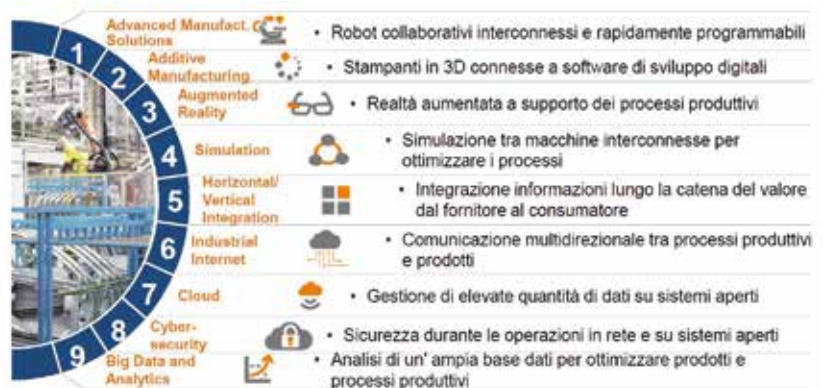 1
Advanced Manufact.
Solutions
• Robot collaborativi interconnessi e rapidamente programmabili
2
Additive
Manufacturing
• Stampanti in 3D connesse a software di sviluppo digitali
3
Augmented
Reality
• Realtà aumentata a supporto dei processi produttivi
4
Simulation
• Simulazione tra macchine interconnesse per
ottimizzare i processi
5
Horizontal/
Vertical
Integration
• Integrazione informazioni lungo la catena del valore
dal fornitore al consumatore
6
Industrial
Internet
• Comunicazione multidirezionale tra processi produttivi
e prodotti
7
Cloud
• Gestione di elevate quantità di dati su sistemi aperti
8
Cyber-
security
• Sicurezza durante le operazioni in rete e su sistemi aperti
9
Big Data and
Analytics
• Analisi di un' ampia base dati per ottimizzare prodotti e
processi produttivi